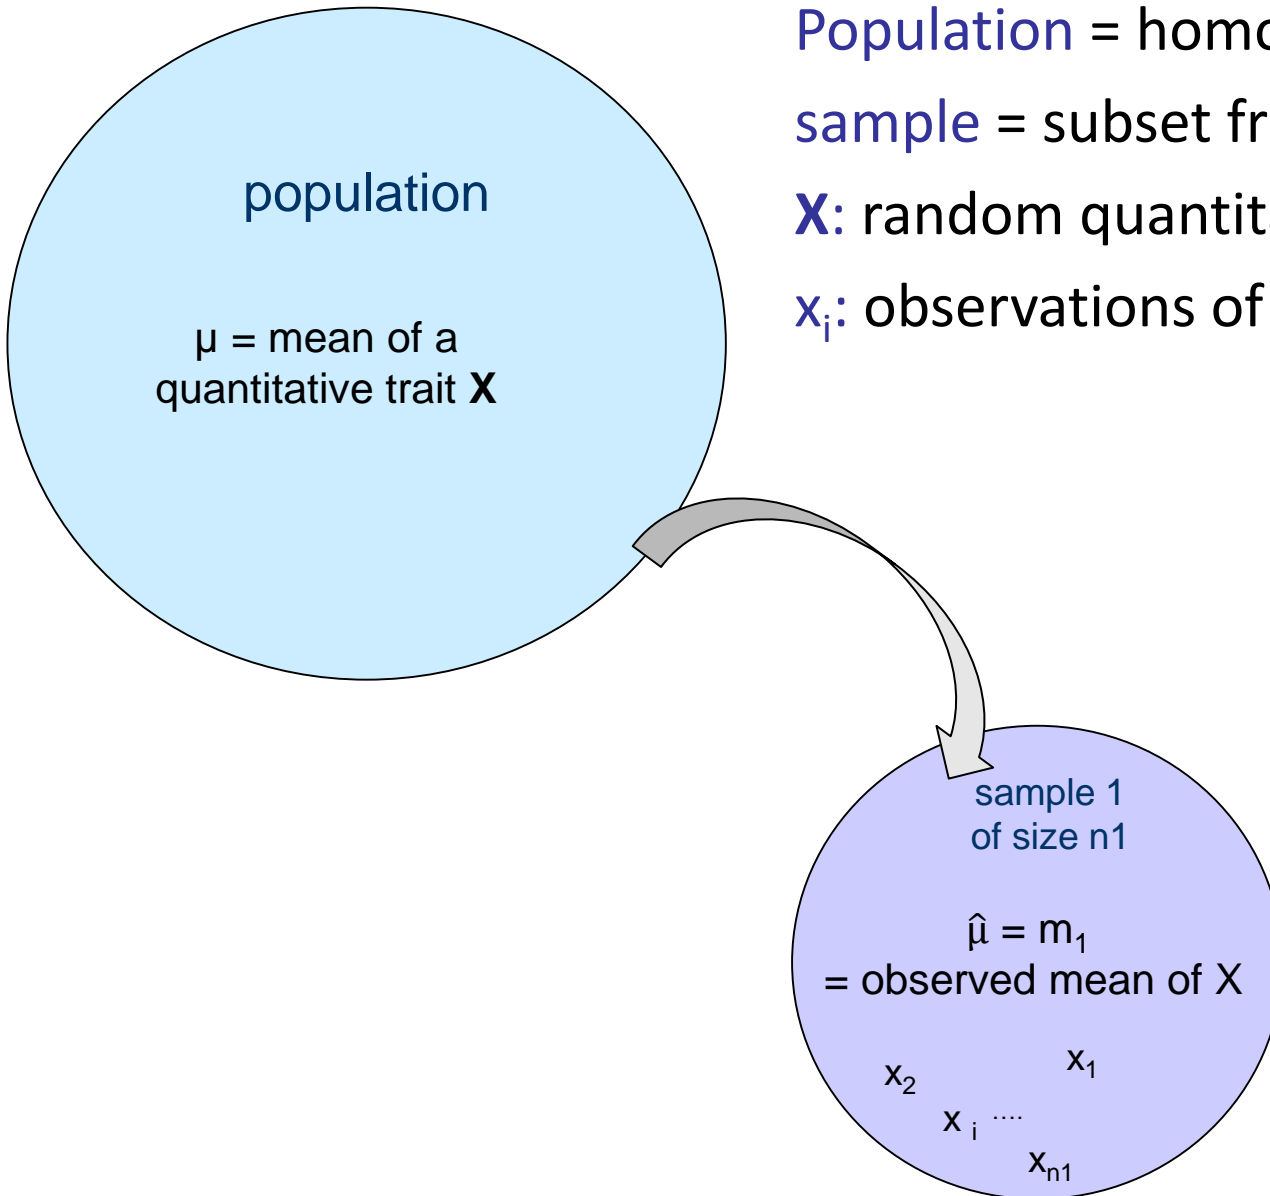 Population = homo
sample = subset fr
X: random quantit
xᵢ: observations of
population
μ = mean of a
quantitative trait X
sample 1
of size n1
μ̂ = m₁
= observed mean of X
x₁
x₂
x ᵢ ....
xₙ₁